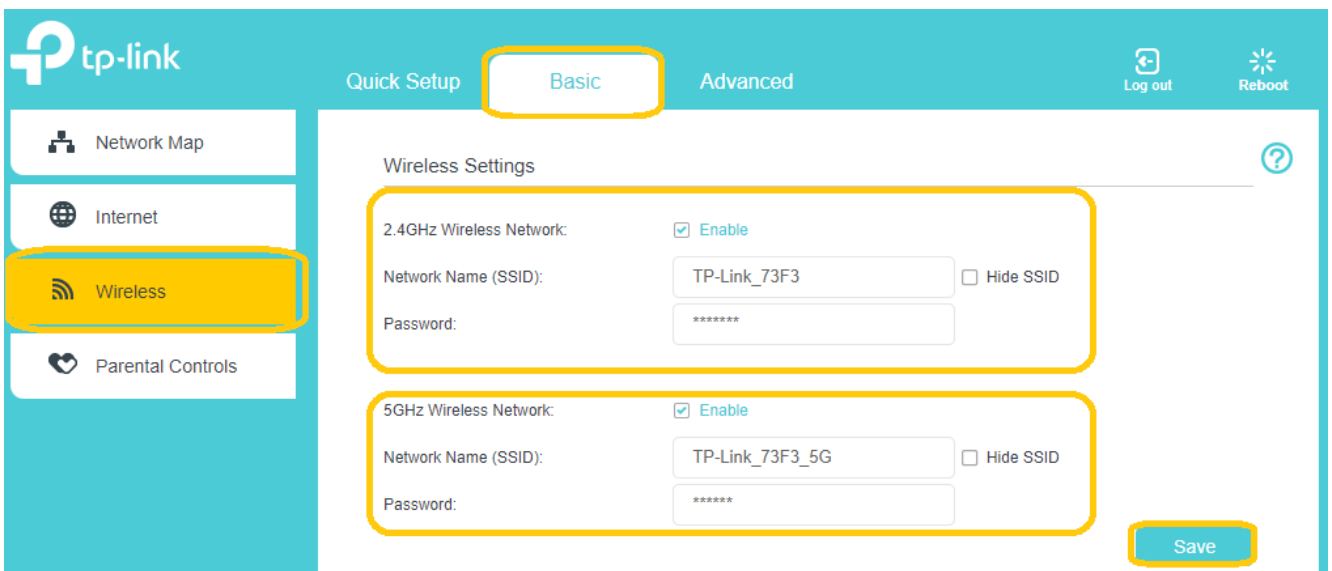 tp-link
Quick Setup Basic Advanced Log out Reboot
Network Map
Internet
Wireless
Parental Controls
Wireless Settings ?
2.4GHz Wireless Network: Enable
Network Name (SSID): TP-Link_73F3 Hide SSID
Password: *******
5GHz Wireless Network: Enable
Network Name (SSID): TP-Link_73F3_5G Hide SSID
Password: ******
Save